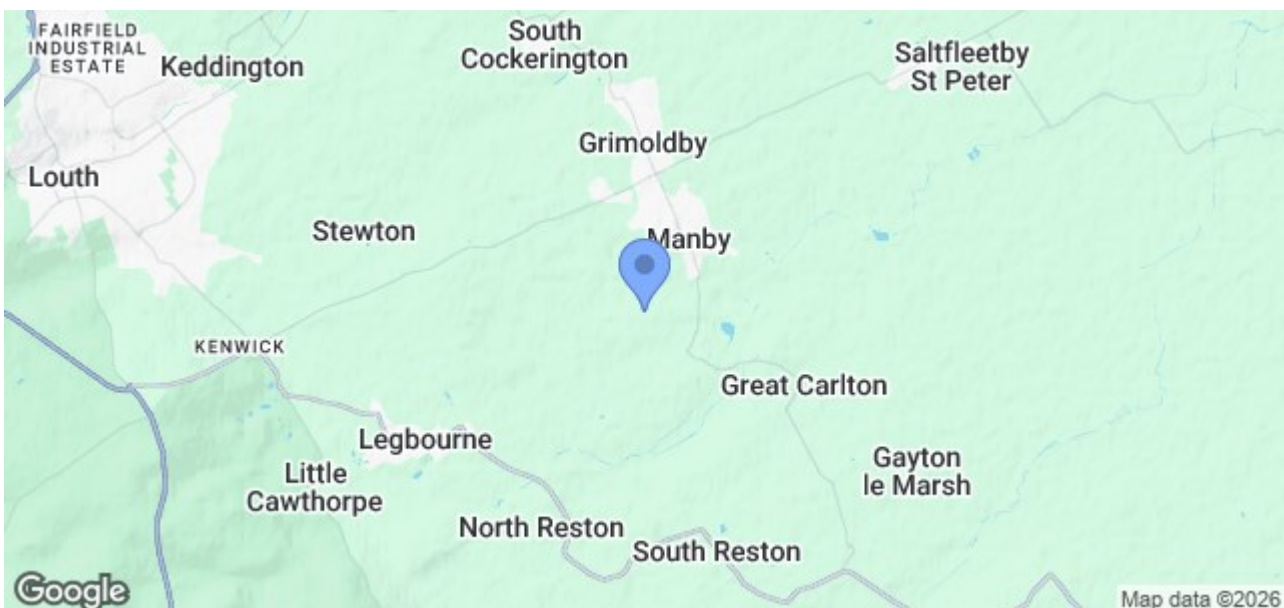 FAIRFIELD
INDUSTRIAL
ESTATE
Keddington
South
Cockerington
Saltfleetby
St Peter
Grimoldby
Louth
Stewton
Manby
KENWICK
Great Carlton
Legbourne
Little
Cawthorpe
Gayton
le Marsh
North Reston
South Reston
Google
Map data ©2026